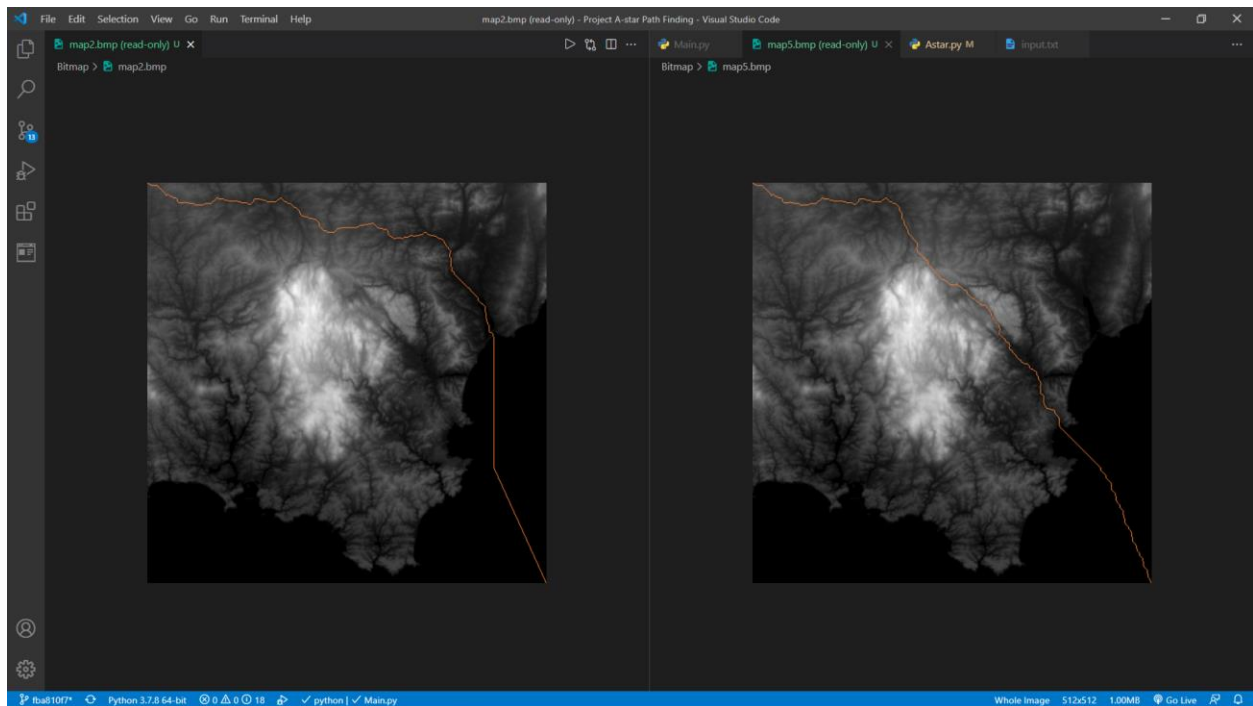 File Edit Selection View Go Run Terminal Help
map2.bmp (read-only) - Project A-star Path Finding - Visual Studio Code
map2.bmp (read-only) U
Main.py
map5.bmp (read-only) U
Astar.py M
input.txt
Bitmap > map2.bmp
Bitmap > map5.bmp
13
fba810f7* Python 3.7.8 64-bit 0 0 18 python | Main.py
Whole Image 512x512 1.00MB Go Live